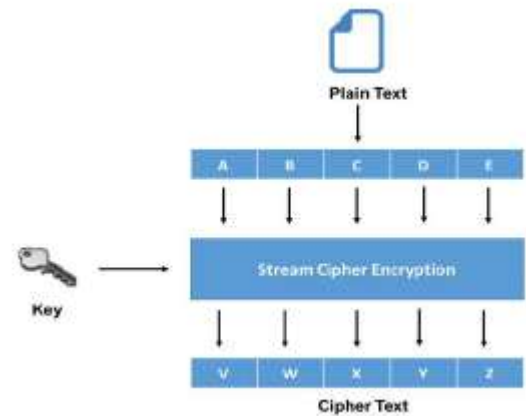 Plain Text
A B C D E
Stream Cipher Encryption
Key
V W X Y Z
Cipher Text